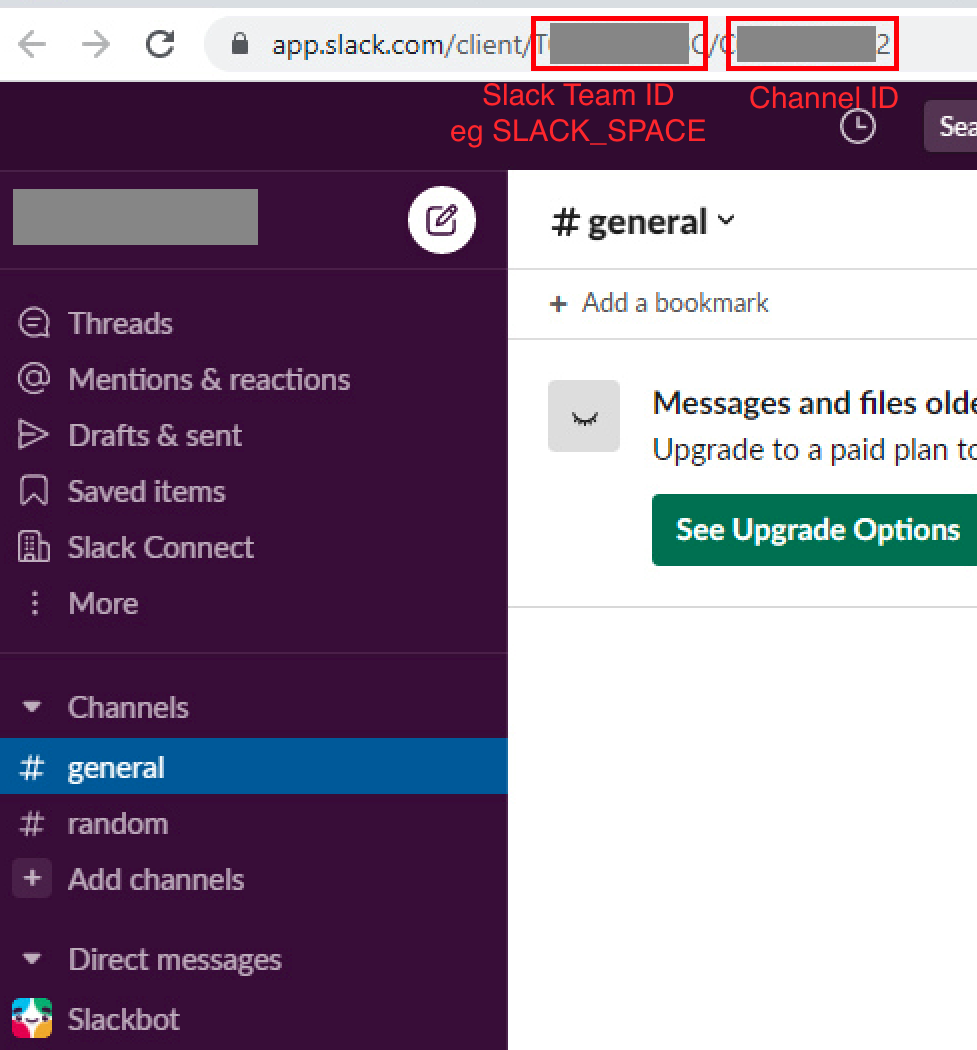 app.slack.com/client/T C/C 2
Slack Team ID
eg SLACK_SPACE
Channel ID
Sea
# general
+ Add a bookmark
Threads
Mentions & reactions
Drafts & sent
Saved items
Slack Connect
More
Messages and files olde
Upgrade to a paid plan to
See Upgrade Options
Channels
# general
# random
+ Add channels
Direct messages
Slackbot